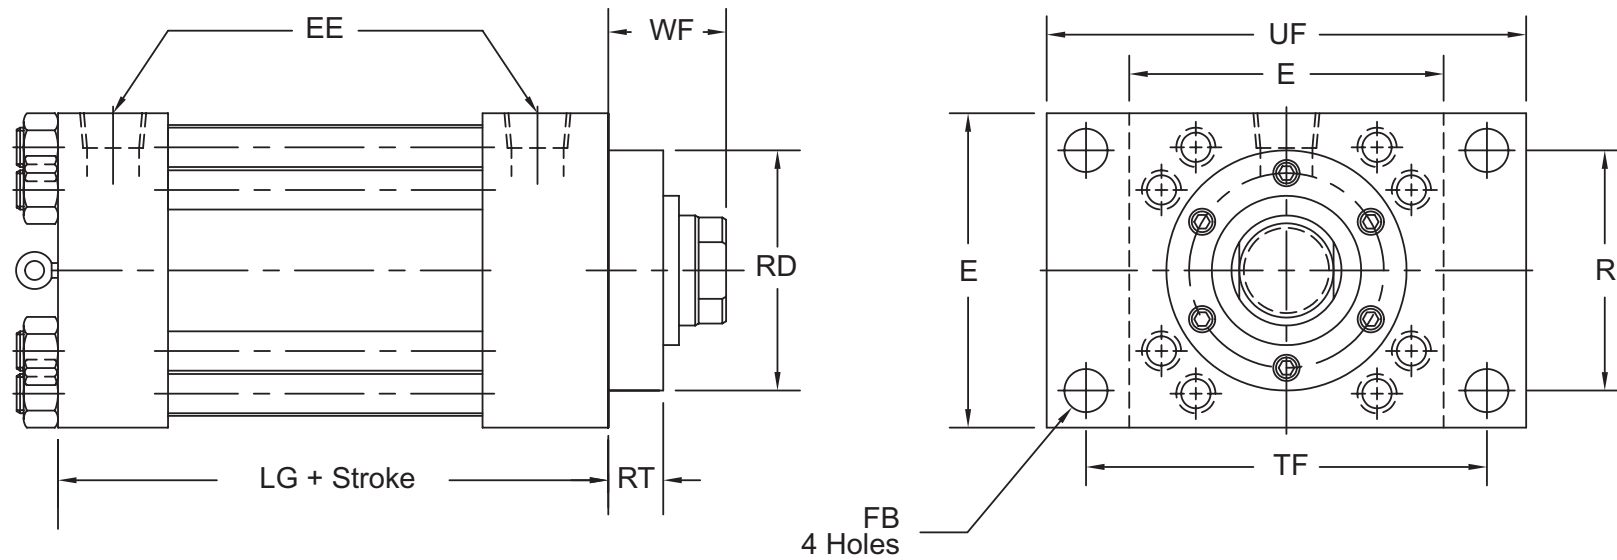 EE
WF
RD
LG + Stroke
RT
UF
E
E
R
TF
FB
4 Holes